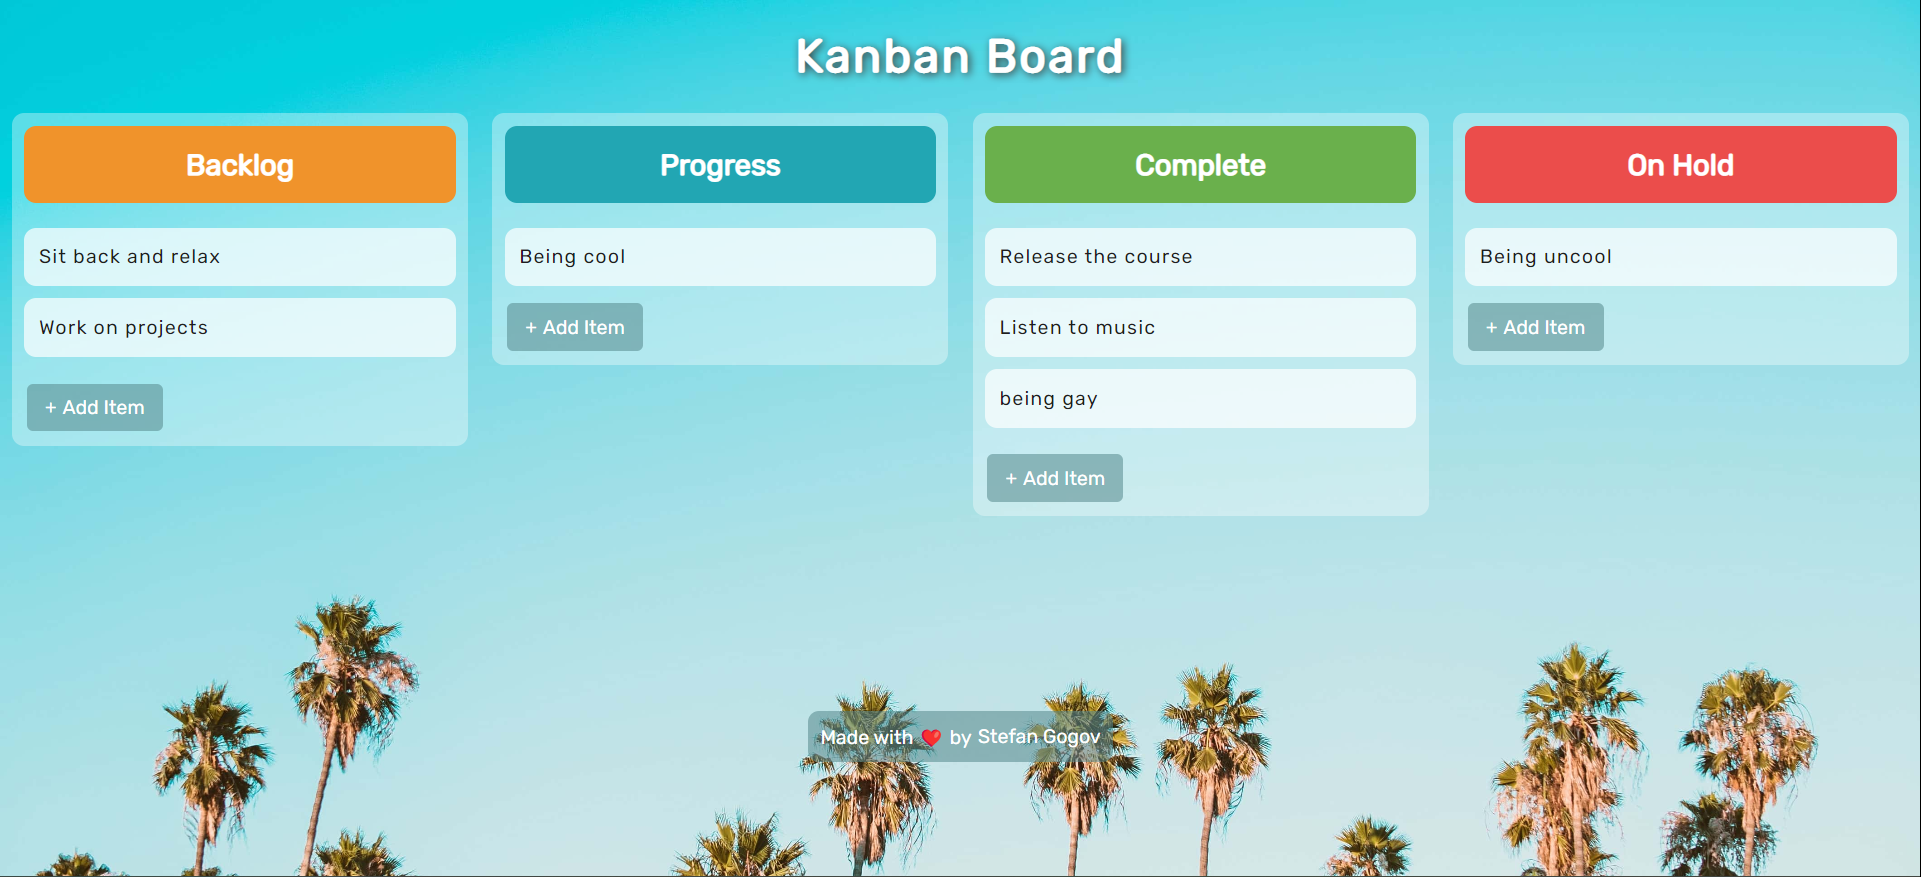 Kanban Board
Backlog
Sit back and relax
Work on projects
+ Add Item
Progress
Being cool
+ Add Item
Complete
Release the course
Listen to music
being gay
+ Add Item
On Hold
Being uncool
+ Add Item
Made with ❤️ by Stefan Gogov